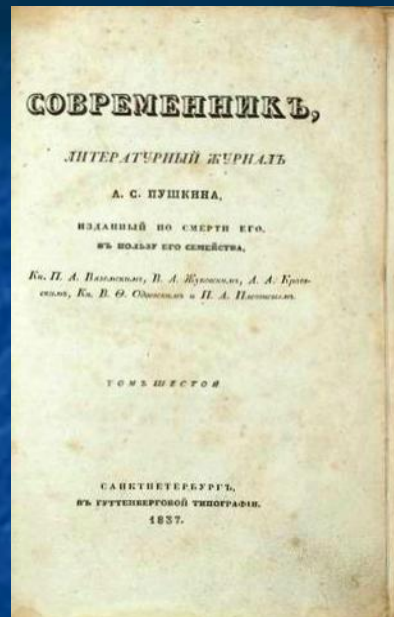 СОВРЕМЕННИКЪ,
ЛИТЕРАТУРНЫЙ ЖУРНАЛЪ
А. С. ПУШКИНА,
ИЗДАННЫЙ ПО СМЕРТИ ЕГО,
ВЪ ПОЛЬЗУ ЕГО СЕМЕЙСТВА,
Кн. П. А. Вяземскимъ, В. А. Жуковскимъ, А. А. Краев-
скимъ, Кн. В. Ѳ. Одоевскимъ и П. А. Плетневымъ.
ТОМЪ ШЕСТОЙ
САНКТПЕТЕРБУРГЪ,
ВЪ ГУТТЕНБЕРГОВОЙ ТИПОГРАФІИ.
1837.